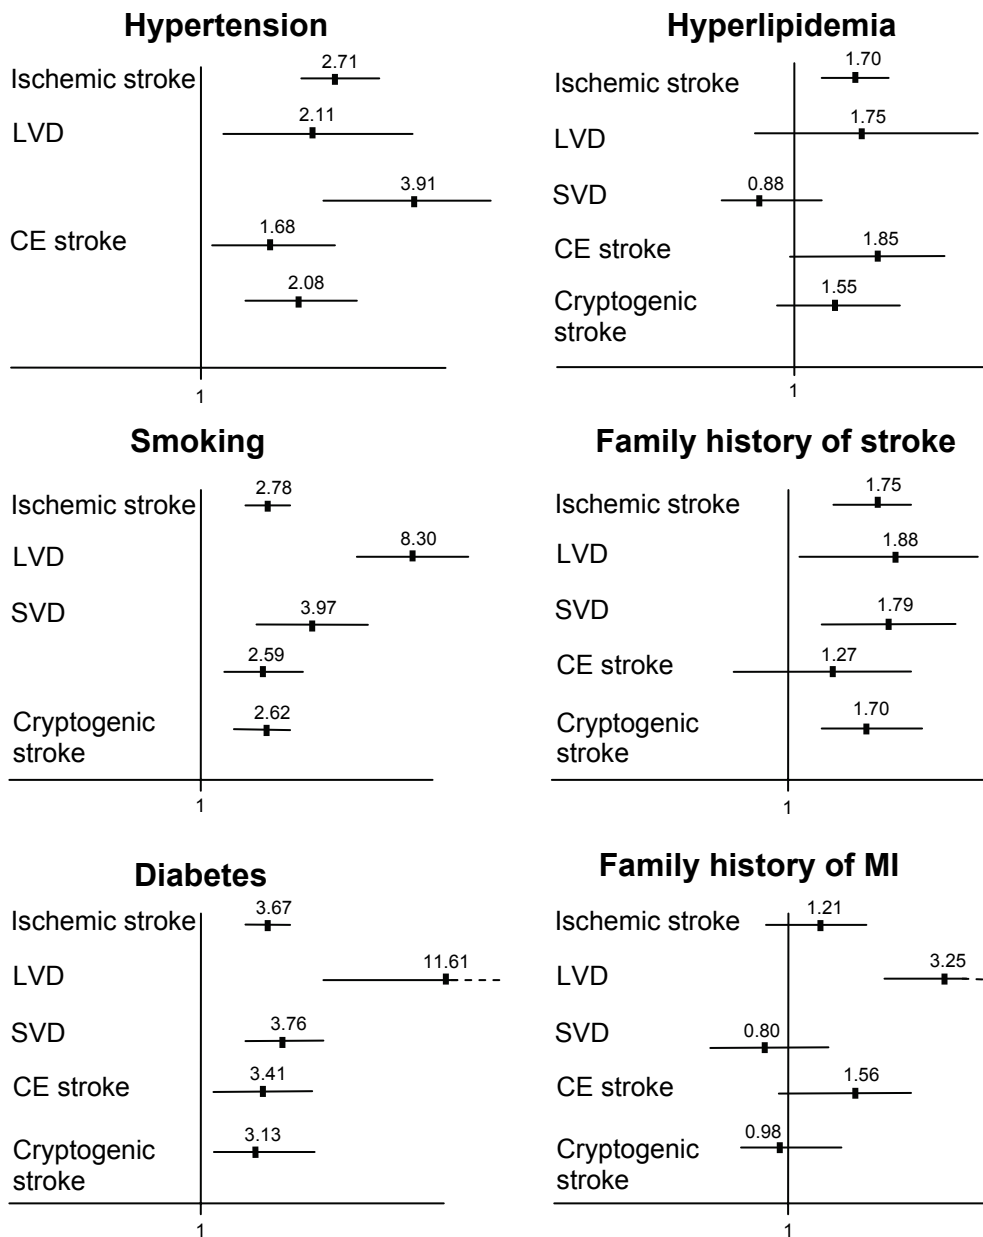 Hypertension
Ischemic stroke
2.71
LVD
2.11
3.91
CE stroke
1.68
2.08
1
Hyperlipidemia
Ischemic stroke
1.70
LVD
1.75
SVD
0.88
CE stroke
1.85
Cryptogenic
stroke
1.55
1
Smoking
Ischemic stroke
2.78
LVD
8.30
SVD
3.97
2.59
Cryptogenic
stroke
2.62
1
Family history of stroke
Ischemic stroke
1.75
LVD
1.88
SVD
1.79
CE stroke
1.27
Cryptogenic
stroke
1.70
1
Diabetes
Ischemic stroke
3.67
LVD
11.61
SVD
3.76
CE stroke
3.41
Cryptogenic
stroke
3.13
1
Family history of MI
Ischemic stroke
1.21
LVD
3.25
SVD
0.80
CE stroke
1.56
Cryptogenic
stroke
0.98
1